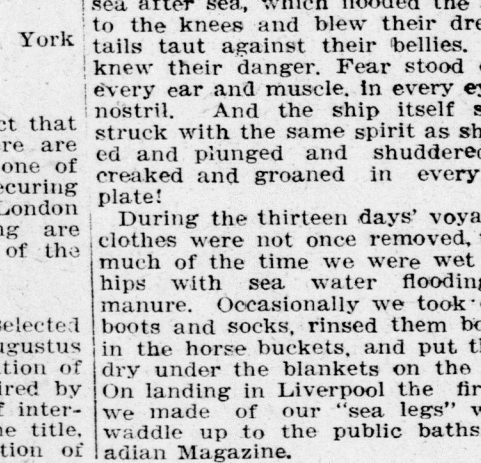 York
ct that
re are
one of
ecuring
London
ng are
of the
selected
ugustus
tion of
ired by
f inter-
e title,
tion of
sea after sea, which flooded the
to the knees and blew their dre
tails taut against their bellies.
knew their danger. Fear stood
every ear and muscle, in every ey
nostril. And the ship itself s
struck with the same spirit as sh
ed and plunged and shuddered
creaked and groaned in every
plate!
During the thirteen days' voya
clothes were not once removed,
much of the time we were wet
hips with sea water flooding
manure. Occasionally we took
boots and socks, rinsed them bo
in the horse buckets, and put th
dry under the blankets on the
On landing in Liverpool the fir
we made of our "sea legs" w
waddle up to the public baths
adian Magazine.